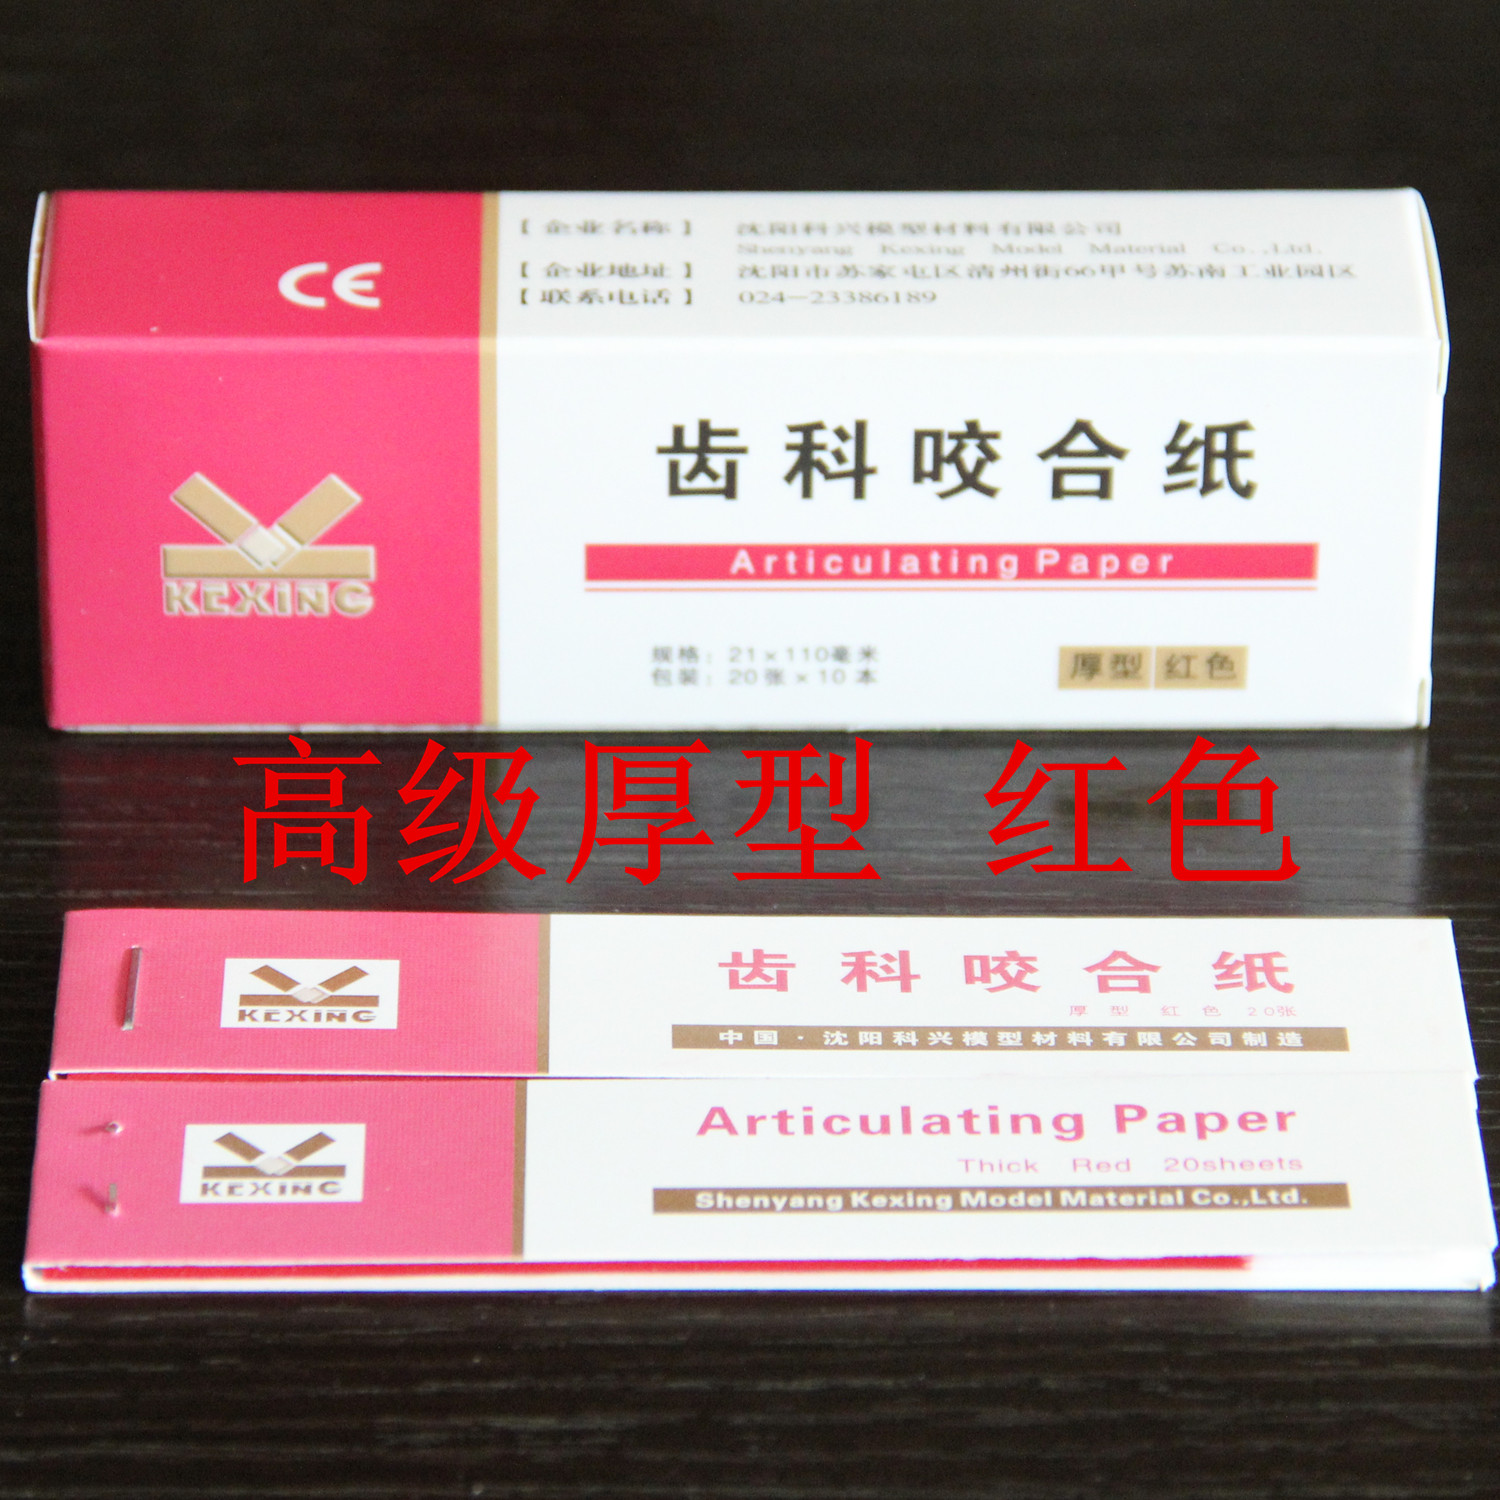 CE
【企业名称】 沈阳科兴模型材料有限公司
Shenyang Kexing Model Material Co.,Ltd.
【企业地址】 沈阳市苏家屯区清州街66甲号苏南工业园区
【联系电话】 024-23386189
KEXING
齿科咬合纸
Articulating Paper
规格：21×110毫米
包装：20张×10本
厚型 红色
高级厚型 红色
KEXING
齿科咬合纸
厚型 红色 20张
中国·沈阳科兴模型材料有限公司制造
KEXING
Articulating Paper
Thick Red 20sheets
Shenyang Kexing Model Material Co.,Ltd.